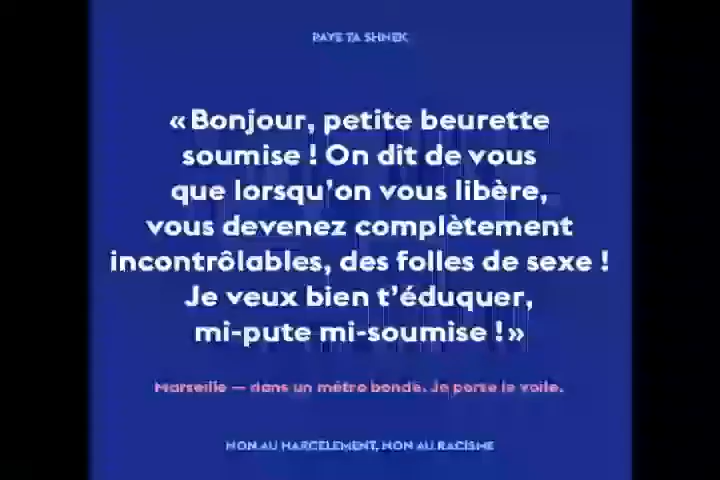 PAYE TA SHNEK
« Bonjour, petite beurette
soumise ! On dit de vous
que lorsqu'on vous libère,
vous devenez complètement
incontrôlables, des folles de sexe !
Je veux bien t'éduquer,
mi-pute mi-soumise ! »
Marseille — dans un métro bondé. Je porte le voile.
NON AU HARCELEMENT, NON AU RACISME